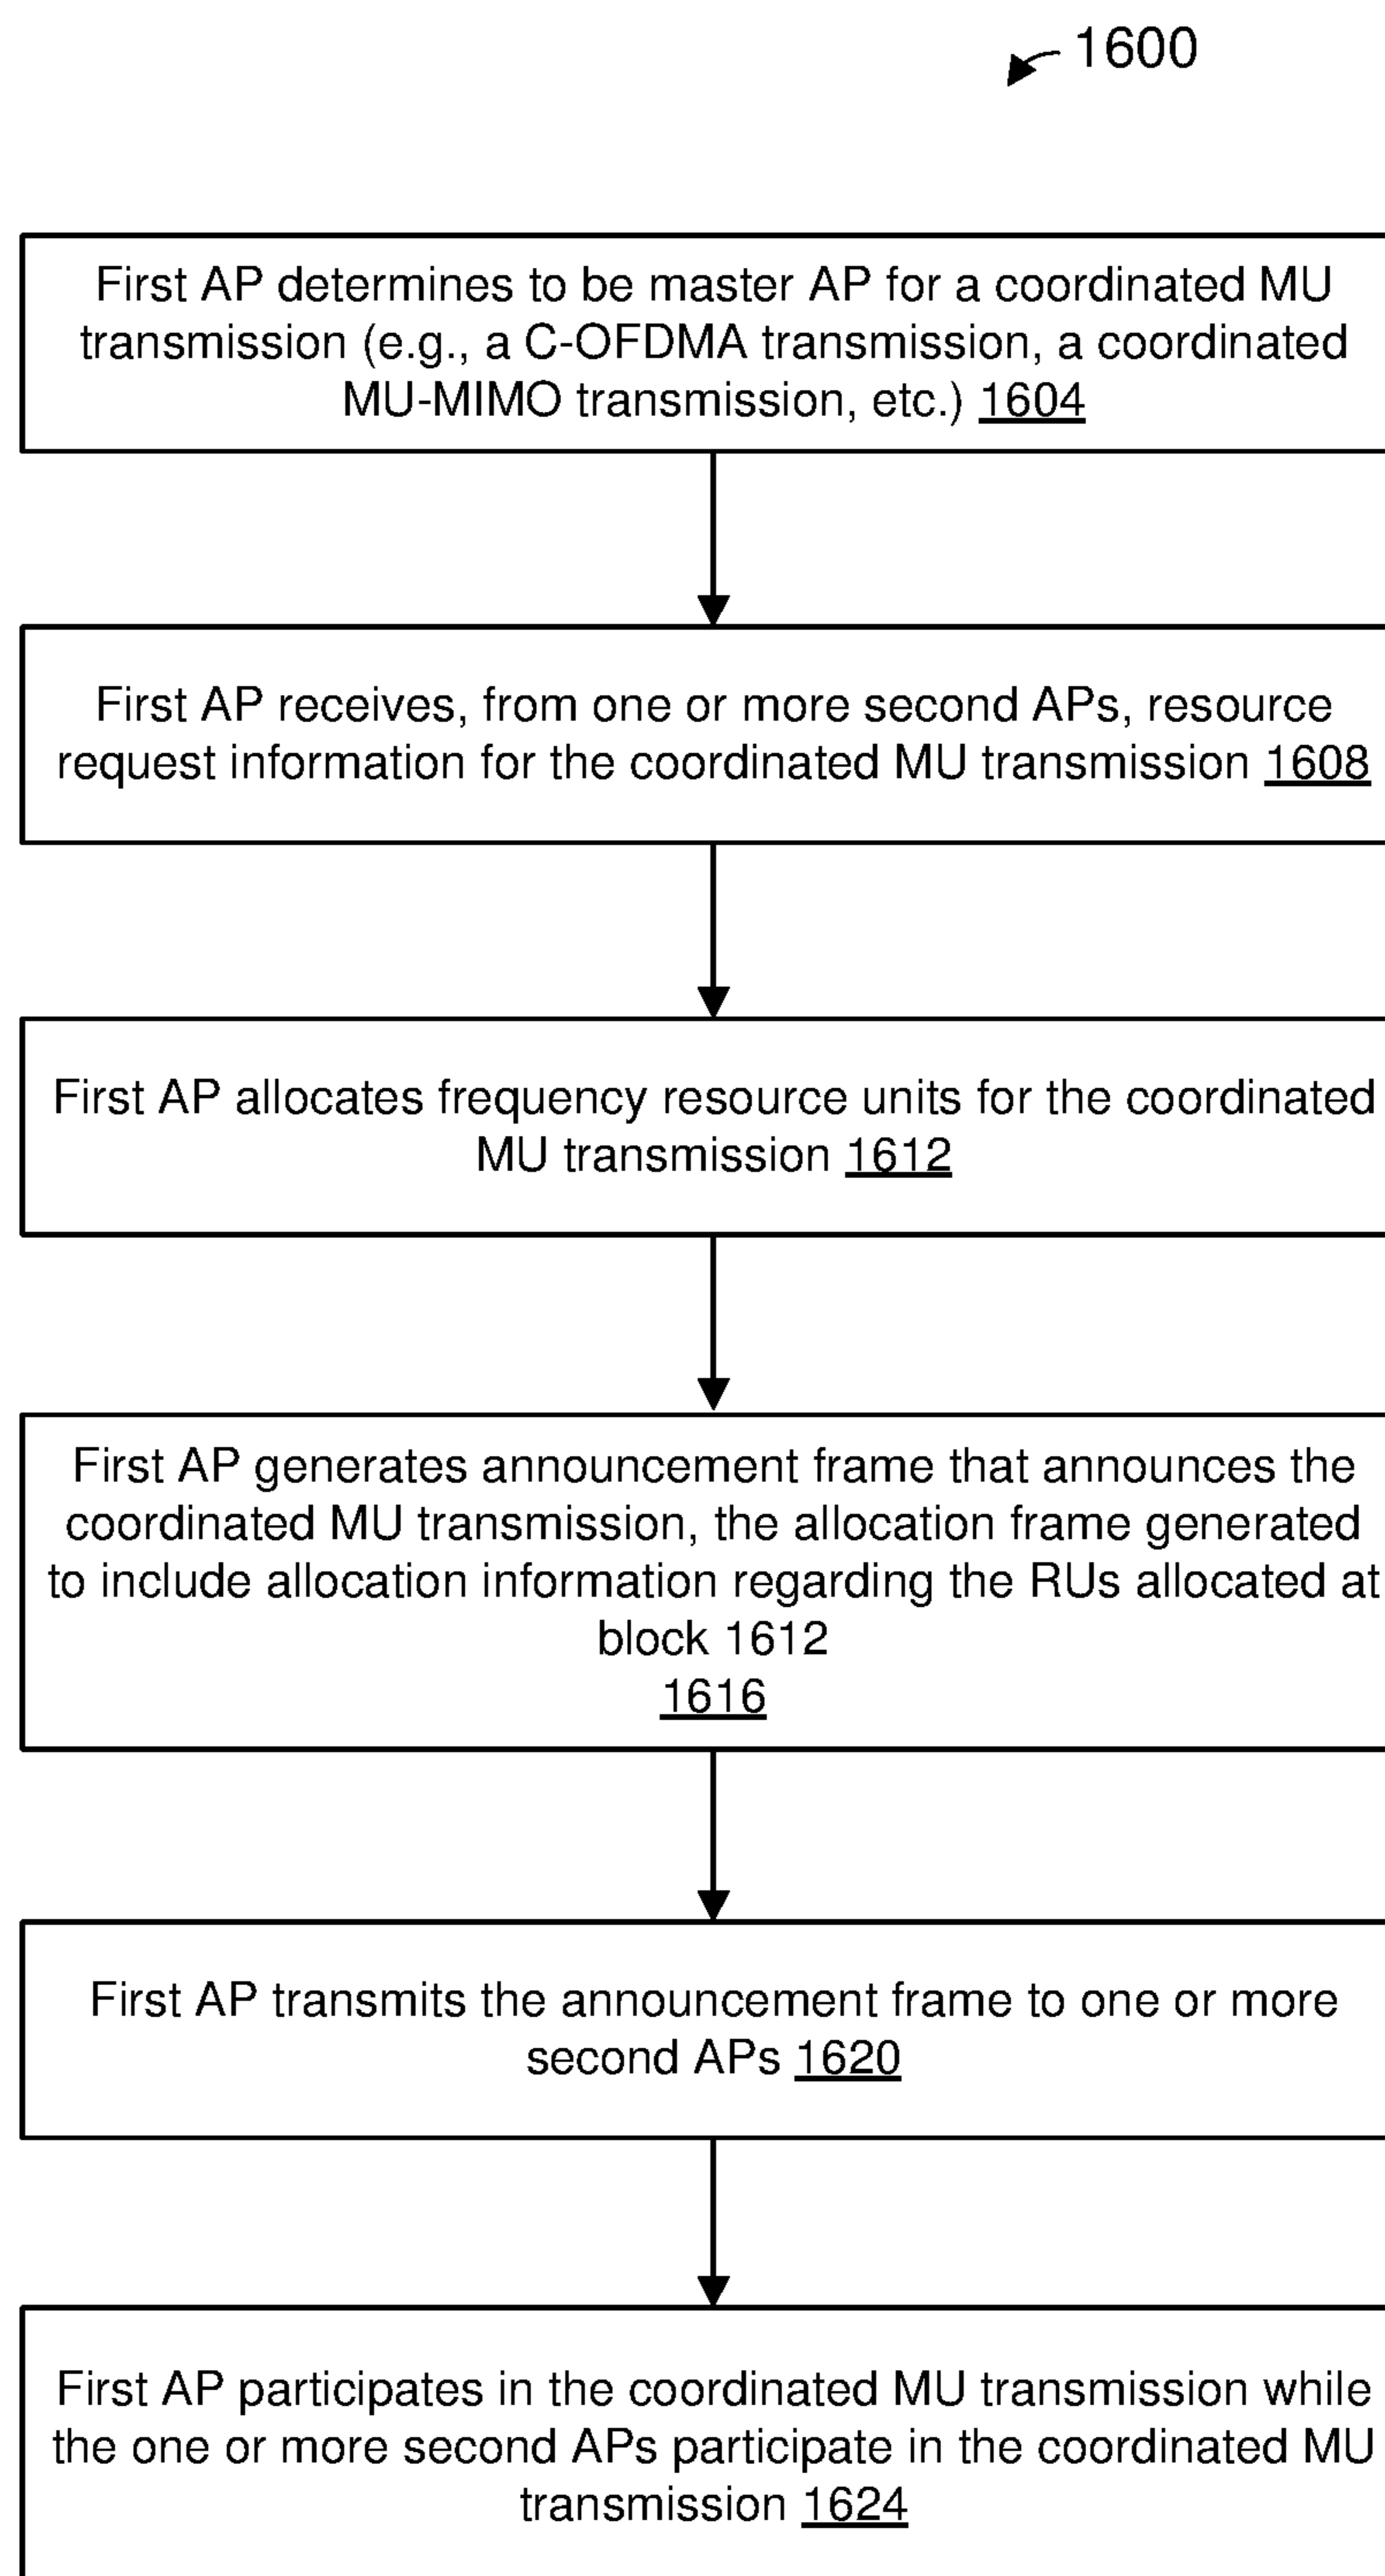 1600
First AP determines to be master AP for a coordinated MU
transmission (e.g., a C-OFDMA transmission, a coordinated
MU-MIMO transmission, etc.) 1604
First AP receives, from one or more second APs, resource
request information for the coordinated MU transmission 1608
First AP allocates frequency resource units for the coordinated
MU transmission 1612
First AP generates announcement frame that announces the
coordinated MU transmission, the allocation frame generated
to include allocation information regarding the RUs allocated at
block 1612
1616
First AP transmits the announcement frame to one or more
second APs 1620
First AP participates in the coordinated MU transmission while
the one or more second APs participate in the coordinated MU
transmission 1624